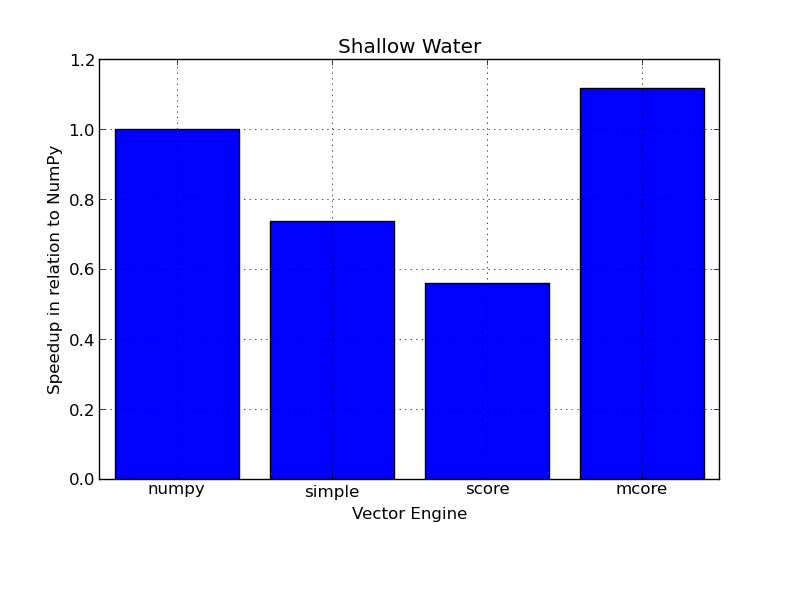 Shallow Water
1.2
1.0
0.8
0.6
0.4
0.2
0.0
Speedup in relation to NumPy
numpy simple score mcore
Vector Engine